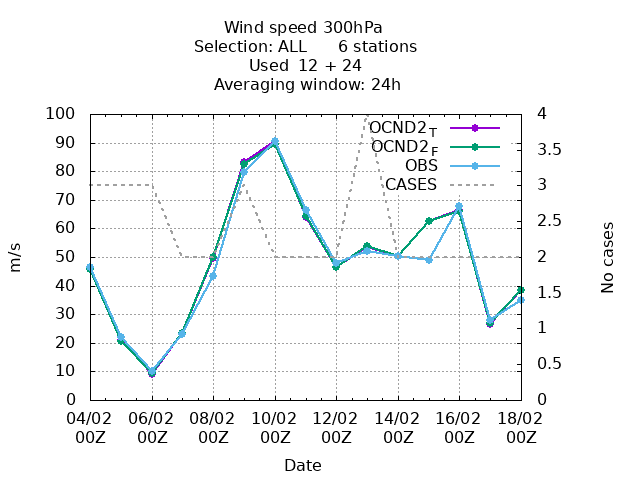 Wind speed 300hPa
Selection: ALL      6 stations
Used  12 + 24
Averaging window: 24h
100
90
80
70
60
50
40
30
20
10
0
m/s
4
3.5
3
2.5
2
1.5
1
0.5
0
No cases
OCND2T
OCND2F
OBS
CASES
04/02 06/02 08/02 10/02 12/02 14/02 16/02 18/02
00Z 00Z 00Z 00Z 00Z 00Z 00Z 00Z
Date